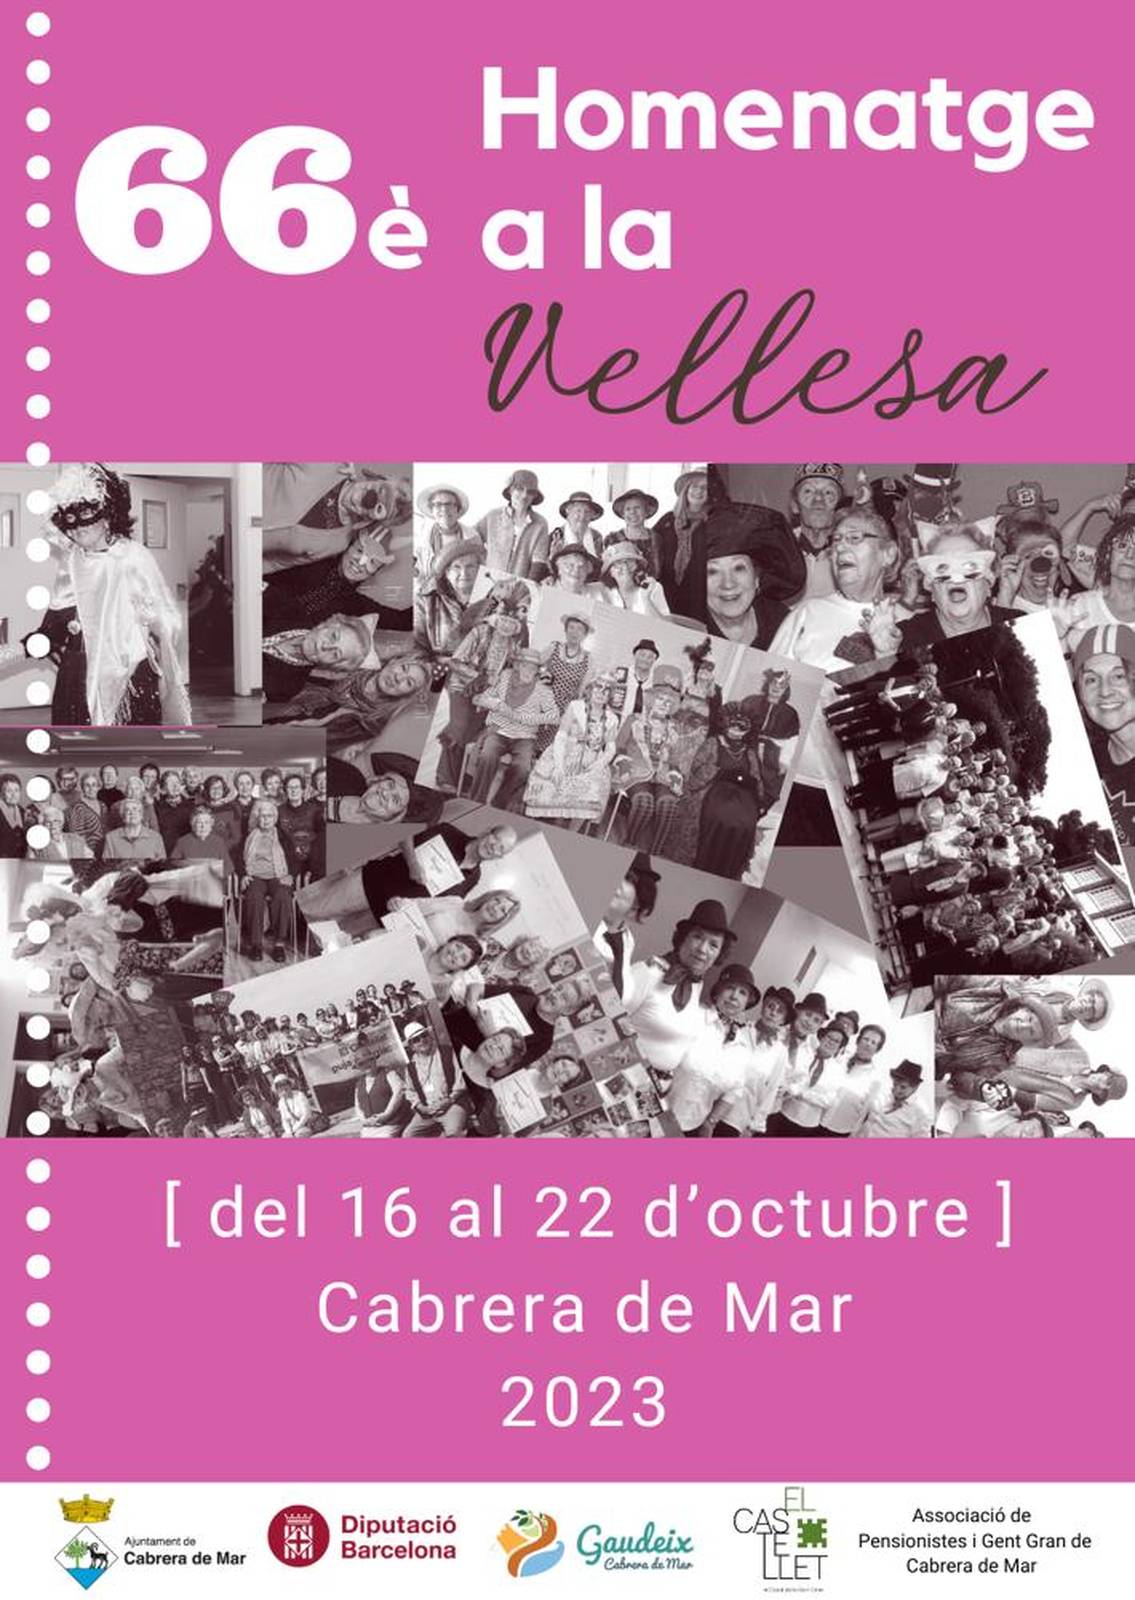 66è
Homenatge
a la
Vellesa
[ del 16 al 22 d’octubre ]
Cabrera de Mar
2023
Ajuntament de
Cabrera de Mar
Diputació
Barcelona
Gaudeix
Cabrera de Mar
EL
CASELLET
Associació de
Pensionistes i Gent Gran de
Cabrera de Mar